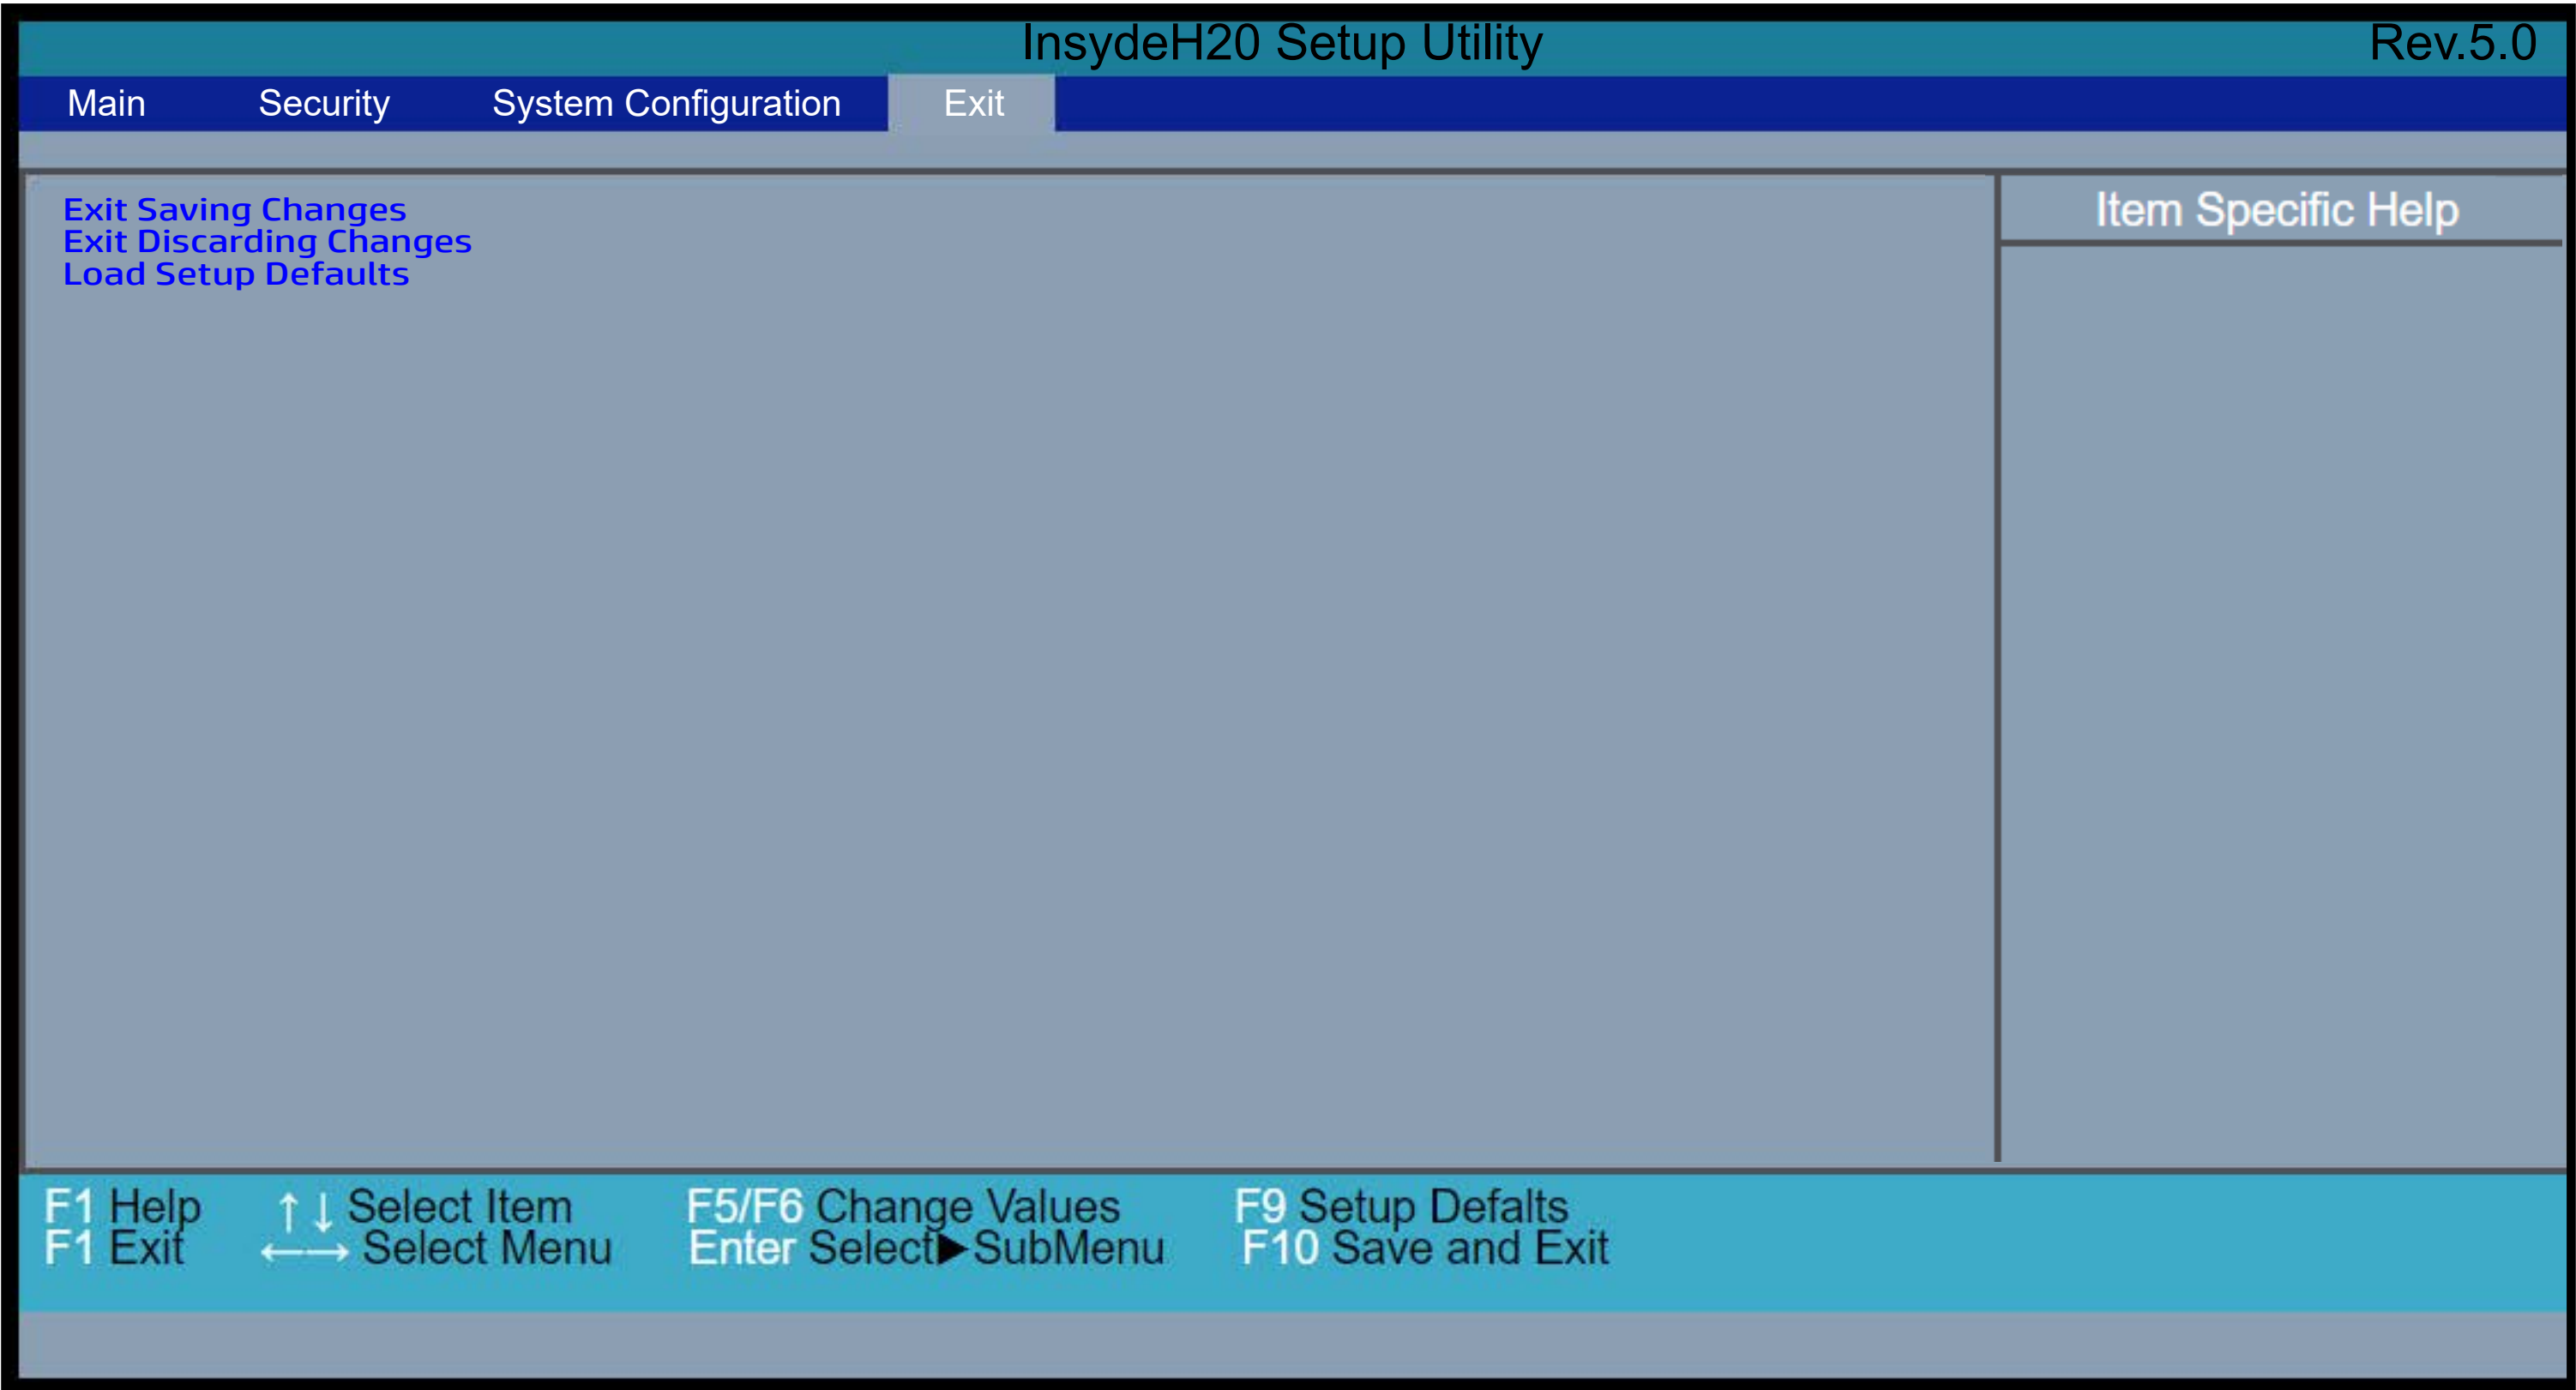 InsydeH20 Setup Utility Rev.5.0
Main Security System Configuration Exit
Exit Saving Changes
Exit Discarding Changes
Load Setup Defaults
Item Specific Help
F1 Help ↑↓ Select Item F5/F6 Change Values F9 Setup Defalts
F1 Exit ←→ Select Menu Enter Select▶SubMenu F10 Save and Exit